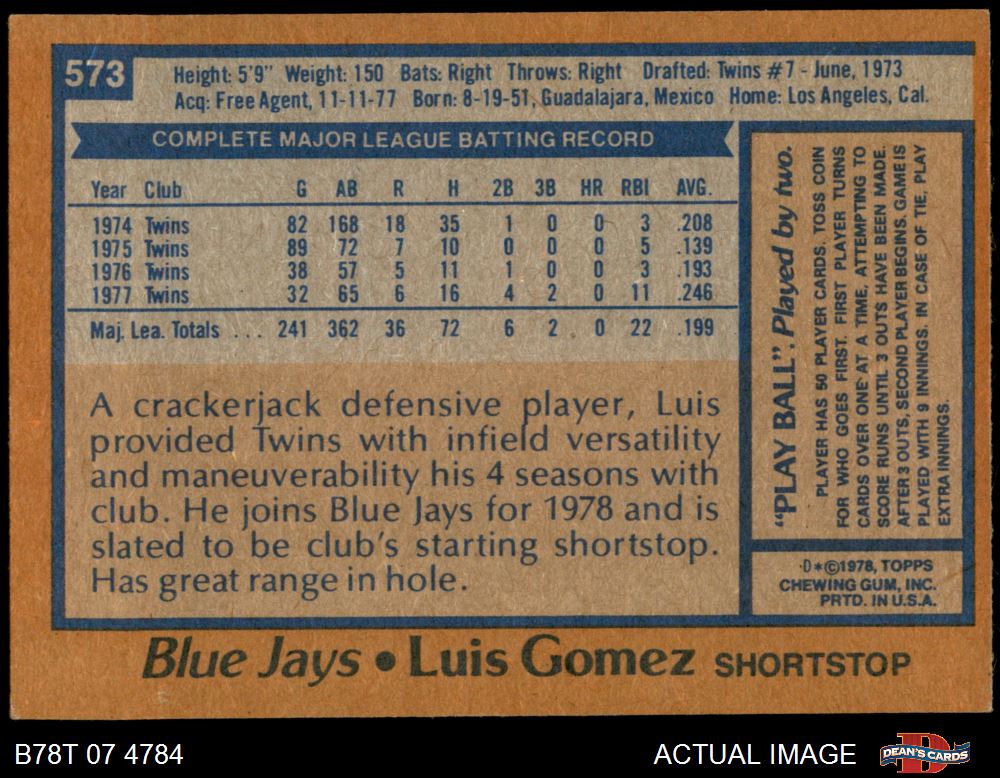 573
Height: 5'9" Weight: 150 Bats: Right Throws: Right Drafted: Twins #7 - June, 1973
Acq: Free Agent, 11-11-77 Born: 8-19-51, Guadalajara, Mexico Home: Los Angeles, Cal.
COMPLETE MAJOR LEAGUE BATTING RECORD
Year Club G AB R H 2B 3B HR RBI AVG.
1974 Twins 82 168 18 35 1 0 0 3 .208
1975 Twins 89 72 7 10 0 0 0 5 .139
1976 Twins 38 57 5 11 1 0 0 3 .193
1977 Twins 32 65 6 16 4 2 0 11 .246
Maj. Lea. Totals ... 241 362 36 72 6 2 0 22 .199
A crackerjack defensive player, Luis
provided Twins with infield versatility
and maneuverability his 4 seasons with
club. He joins Blue Jays for 1978 and is
slated to be club's starting shortstop.
Has great range in hole.
"PLAY BALL". Played by two.
PLAYER HAS 50 PLAYER CARDS. TOSS COIN
FOR WHO GOES FIRST. FIRST PLAYER TURNS
CARDS OVER ONE AT A TIME, ATTEMPTING TO
SCORE RUNS UNTIL 3 OUTS HAVE BEEN MADE.
AFTER 3 OUTS, SECOND PLAYER BEGINS. GAME IS
PLAYED WITH 9 INNINGS. IN CASE OF TIE, PLAY
EXTRA INNINGS.
D*©1978, TOPPS
CHEWING GUM, INC.
PRTD. IN U.S.A.
Blue Jays • Luis Gomez SHORTSTOP
B78T 07 4784
ACTUAL IMAGE
DEAN'S CARDS